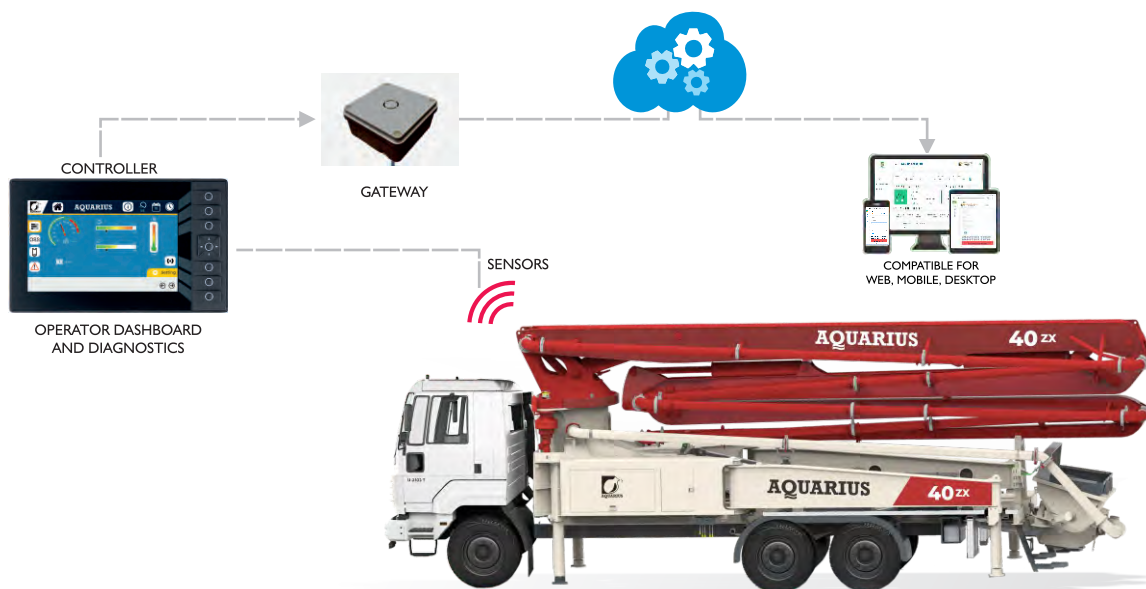 CONTROLLER
AQUARIUS
OPERATOR DASHBOARD
AND DIAGNOSTICS
GATEWAY
SENSORS
COMPATIBLE FOR
WEB, MOBILE, DESKTOP
AQUARIUS 40 ZX
AQUARIUS
AQUARIUS 40 ZX